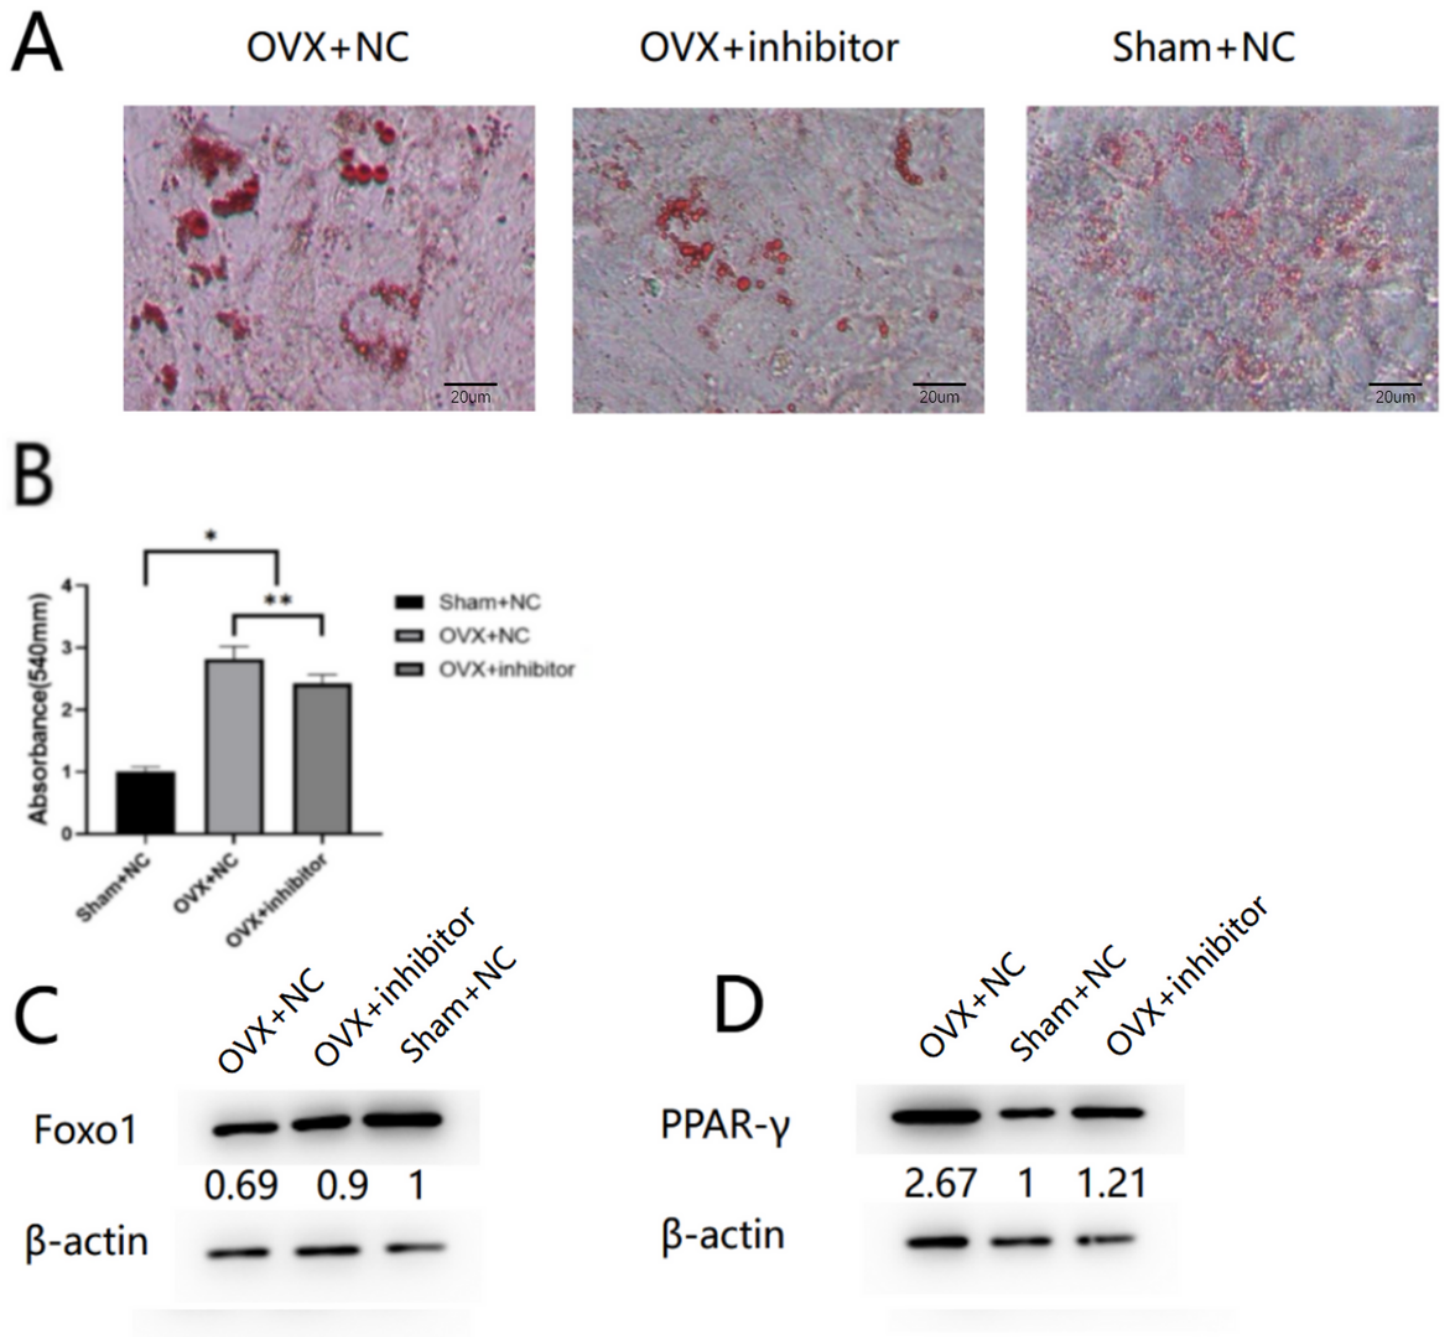 A
OVX+NC
OVX+inhibitor
Sham+NC
20um
20um
20um
B
*
**
4
3
2
1
0
Absorbance(540mm)
Sham+NC
OVX+NC
OVX+inhibitor
Sham+NC
OVX+NC
OVX+inhibitor
C
OVX+NC
OVX+inhibitor
Sham+NC
Foxo1
0.69 0.9 1
β-actin
D
OVX+NC
Sham+NC
OVX+inhibitor
PPAR-γ
2.67 1 1.21
β-actin